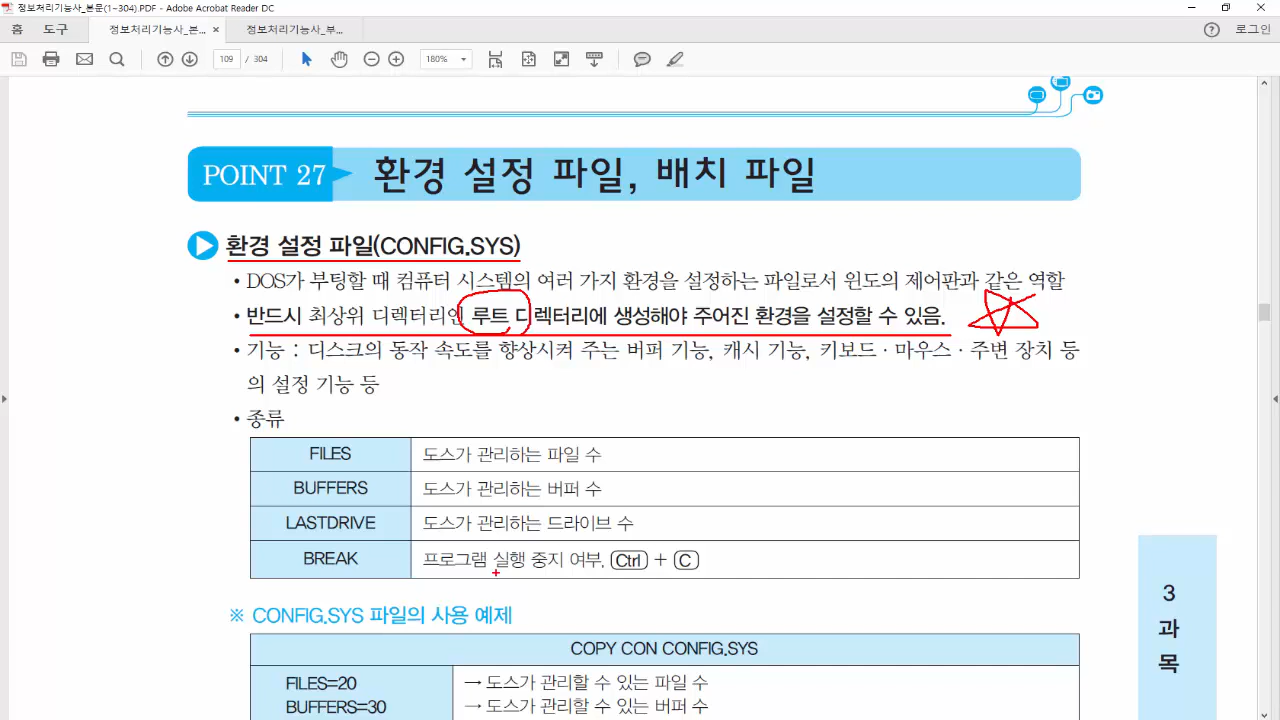 정보처리기능사_본문(1~304).PDF - Adobe Acrobat Reader DC
홈 도구 정보처리기능사_본... × 정보처리기능사_부... ? 로그인
109 / 304 180%
POINT 27 환경 설정 파일, 배치 파일
환경 설정 파일(CONFIG.SYS)
• DOS가 부팅할 때 컴퓨터 시스템의 여러 가지 환경을 설정하는 파일로서 윈도의 제어판과 같은 역할
• 반드시 최상위 디렉터리인 루트 디렉터리에 생성해야 주어진 환경을 설정할 수 있음.
• 기능 : 디스크의 동작 속도를 향상시켜 주는 버퍼 기능, 캐시 기능, 키보드·마우스·주변 장치 등
의 설정 기능 등
• 종류
FILES 도스가 관리하는 파일 수
BUFFERS 도스가 관리하는 버퍼 수
LASTDRIVE 도스가 관리하는 드라이브 수
BREAK 프로그램 실행 중지 여부, Ctrl + C
※ CONFIG.SYS 파일의 사용 예제
COPY CON CONFIG.SYS
FILES=20 → 도스가 관리할 수 있는 파일 수
BUFFERS=30 → 도스가 관리할 수 있는 버퍼 수
3
과
목